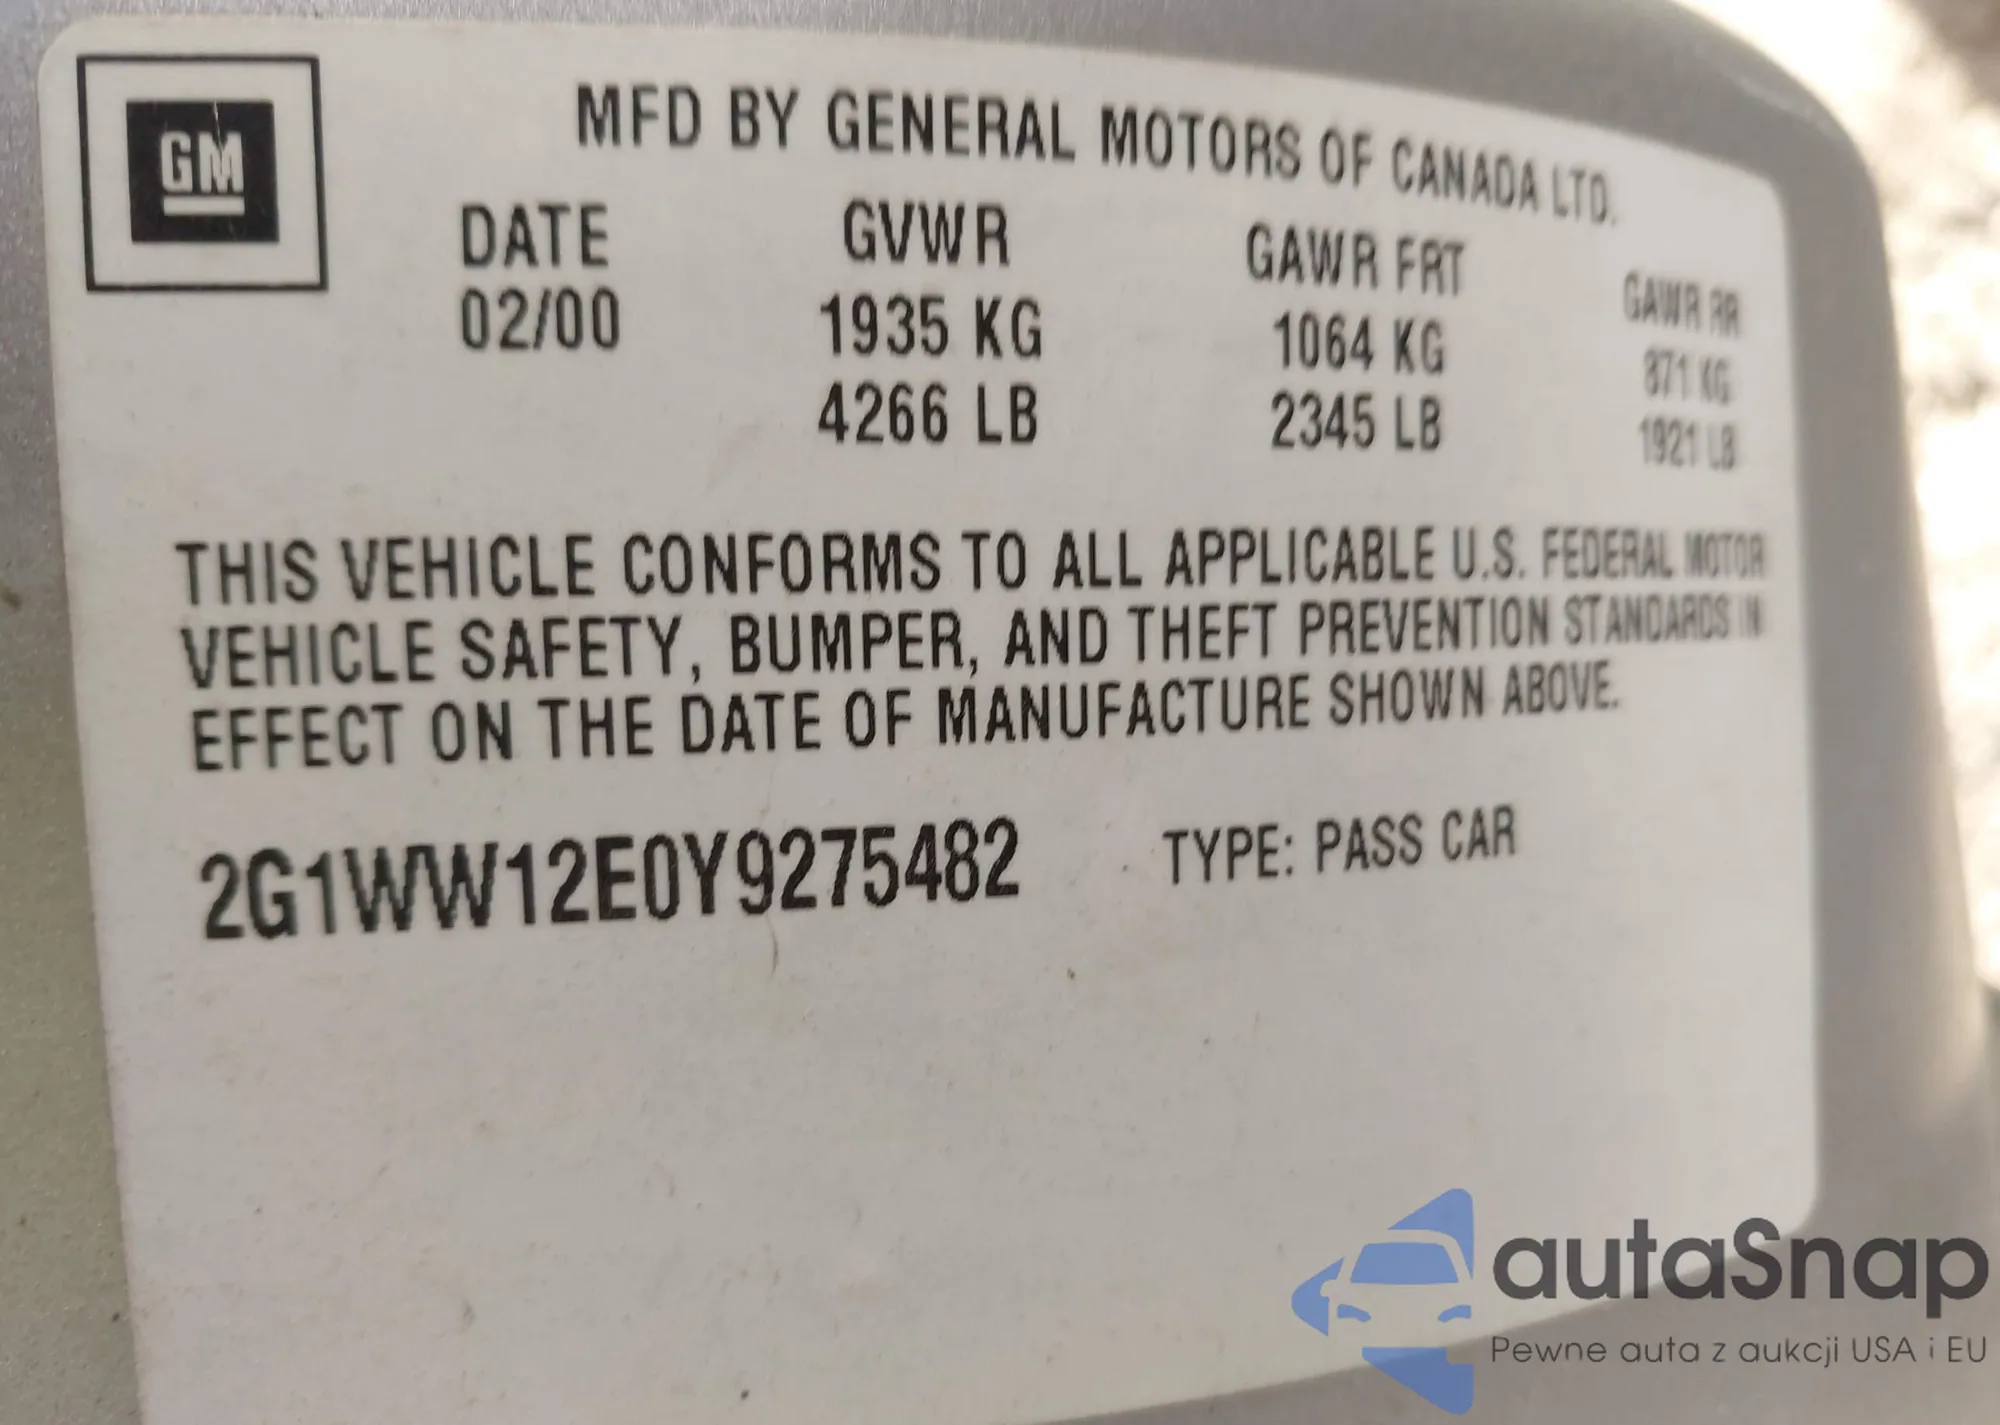 GM
MFD BY GENERAL MOTORS OF CANADA LTD.
DATE GVWR GAWR FRT GAWR RR
02/00 1935 KG 1064 KG 871 KG
4266 LB 2345 LB 1921 LB
THIS VEHICLE CONFORMS TO ALL APPLICABLE U.S. FEDERAL MOTOR
VEHICLE SAFETY, BUMPER, AND THEFT PREVENTION STANDARDS IN
EFFECT ON THE DATE OF MANUFACTURE SHOWN ABOVE.
2G1WW12E0Y9275482 TYPE: PASS CAR
autaSnap
Pewne auta z aukcji USA i EU